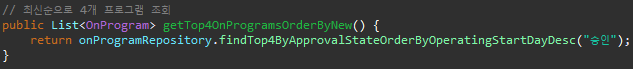 // 최신순으로 4개 프로그램 조회
public List<OnProgram> getTop4OnProgramsOrderByNew() {
    return onProgramRepository.findTop4ByApprovalStateOrderByOperatingStartDayDesc("승인");
}